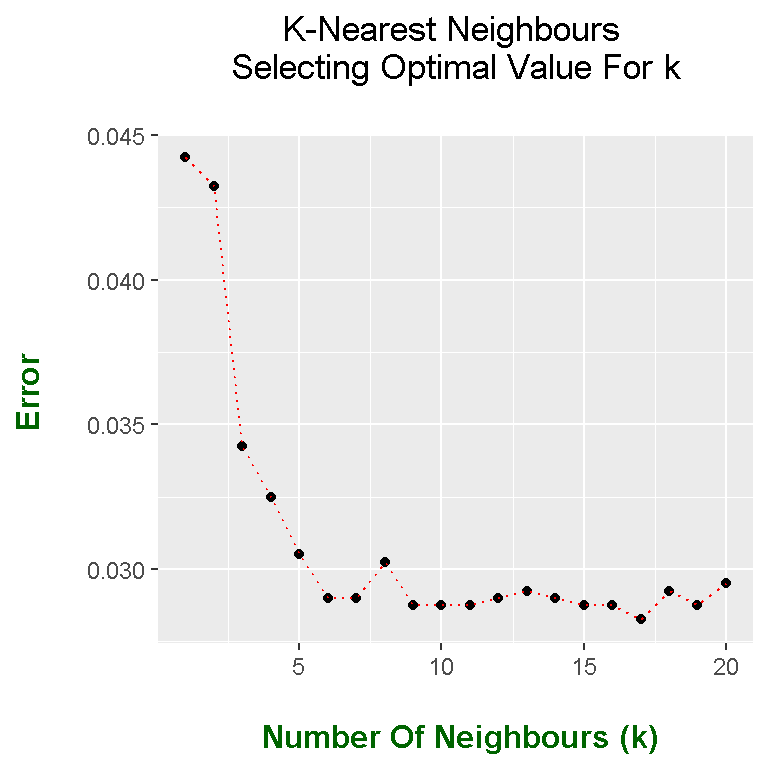 K-Nearest Neighbours
Selecting Optimal Value For k
0.045
0.040
0.035
0.030
Error
5 10 15 20
Number Of Neighbours (k)